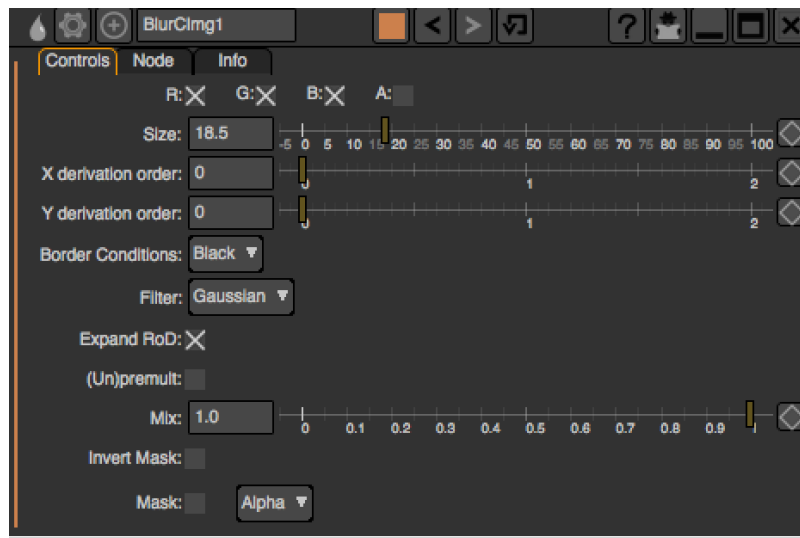 BlurCImg1
Controls Node Info
R: G: B: A:
Size: 18.5 -5 0 5 10 15 20 25 30 35 40 45 50 55 60 65 70 75 80 85 90 95 100
X derivation order: 0 0 1 2
Y derivation order: 0 0 1 2
Border Conditions: Black
Filter: Gaussian
Expand RoD:
(Un)premult:
Mix: 1.0 0 0.1 0.2 0.3 0.4 0.5 0.6 0.7 0.8 0.9 1
Invert Mask:
Mask: Alpha